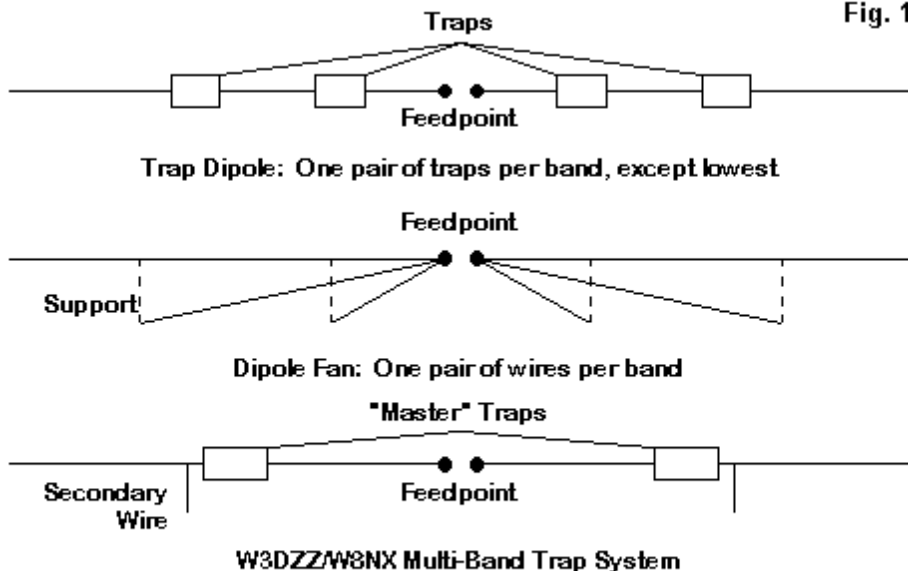 Fig. 1
Traps
Feedpoint
Trap Dipole: One pair of traps per band, except lowest
Feedpoint
Support
Dipole Fan: One pair of wires per band
"Master" Traps
Secondary
Wire
Feedpoint
W3DZZ/W8NX Multi-Band Trap System